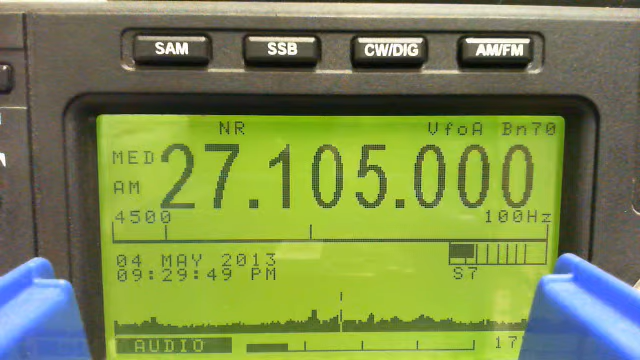 SAM SSB CW/DIG AM/FM
NR VfoA Bn70
MED 27.105.000
AM
4500 100Hz
04 MAY 2013
09:29:49 PM S7
AUDIO